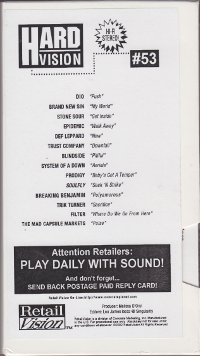 HARD
VISION
HI-FI
STEREO!
#53
DIO "Push"
BRAND NEW SIN "My World"
STONE SOUR "Get Inside"
EPIDEMIC "Walk Away"
DEF LEPPARD "Now"
TRUST COMPANY "Downfall"
BLINDSIDE "Pitiful"
SYSTEM OF A DOWN "Aerials"
PRODIGY "Baby's Got A Temper"
SOULFLY "Seek 'N Strike"
BREAKING BENJAMIN "Polyamorous"
TRIK TURNER "Sacrifice"
FILTER "Where Do We Go From Here"
THE MAD CAPSULE MARKETS "Pulse"
Attention Retailers:
PLAY DAILY WITH SOUND!
And don't forget...
SEND BACK POSTAGE PAID REPLY CARD!
Retail
Vision